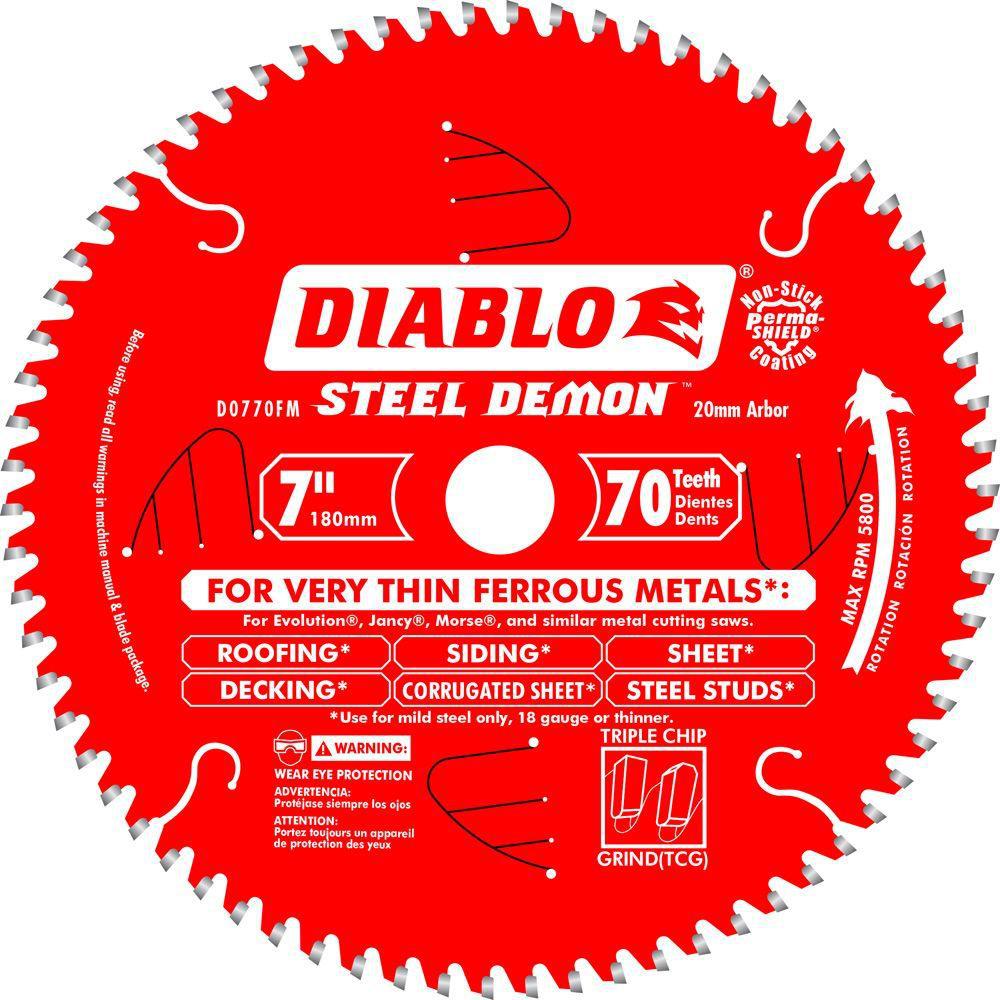 DIABLO ®
Non-Stick
Perma-
SHIELD®
Coating
D0770FM STEEL DEMON™ 20mm Arbor
7"
180mm
70 Teeth
Dientes
Dents
FOR VERY THIN FERROUS METALS*:
For Evolution®, Jancy®, Morse®, and similar metal cutting saws.
ROOFING* SIDING* SHEET*
DECKING* CORRUGATED SHEET* STEEL STUDS*
*Use for mild steel only, 18 gauge or thinner.
WARNING:
WEAR EYE PROTECTION
ADVERTENCIA:
Protéjase siempre los ojos
ATTENTION:
Portez toujours un appareil
de protection des yeux
TRIPLE CHIP
GRIND(TCG)
Before using, read all warnings in machine manual & blade package.
MAX RPM 5800
ROTATION ROTACIÓN ROTATION